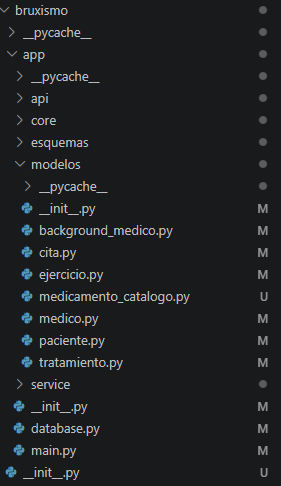 bruxismo
__pycache__
app
__pycache__
api
core
esquemas
modelos
__pycache__
__init__.py M
background_medico.py M
cita.py M
ejercicio.py M
medicamento_catalogo.py U
medico.py M
paciente.py M
tratamiento.py M
service
__init__.py M
database.py M
main.py M
__init__.py U